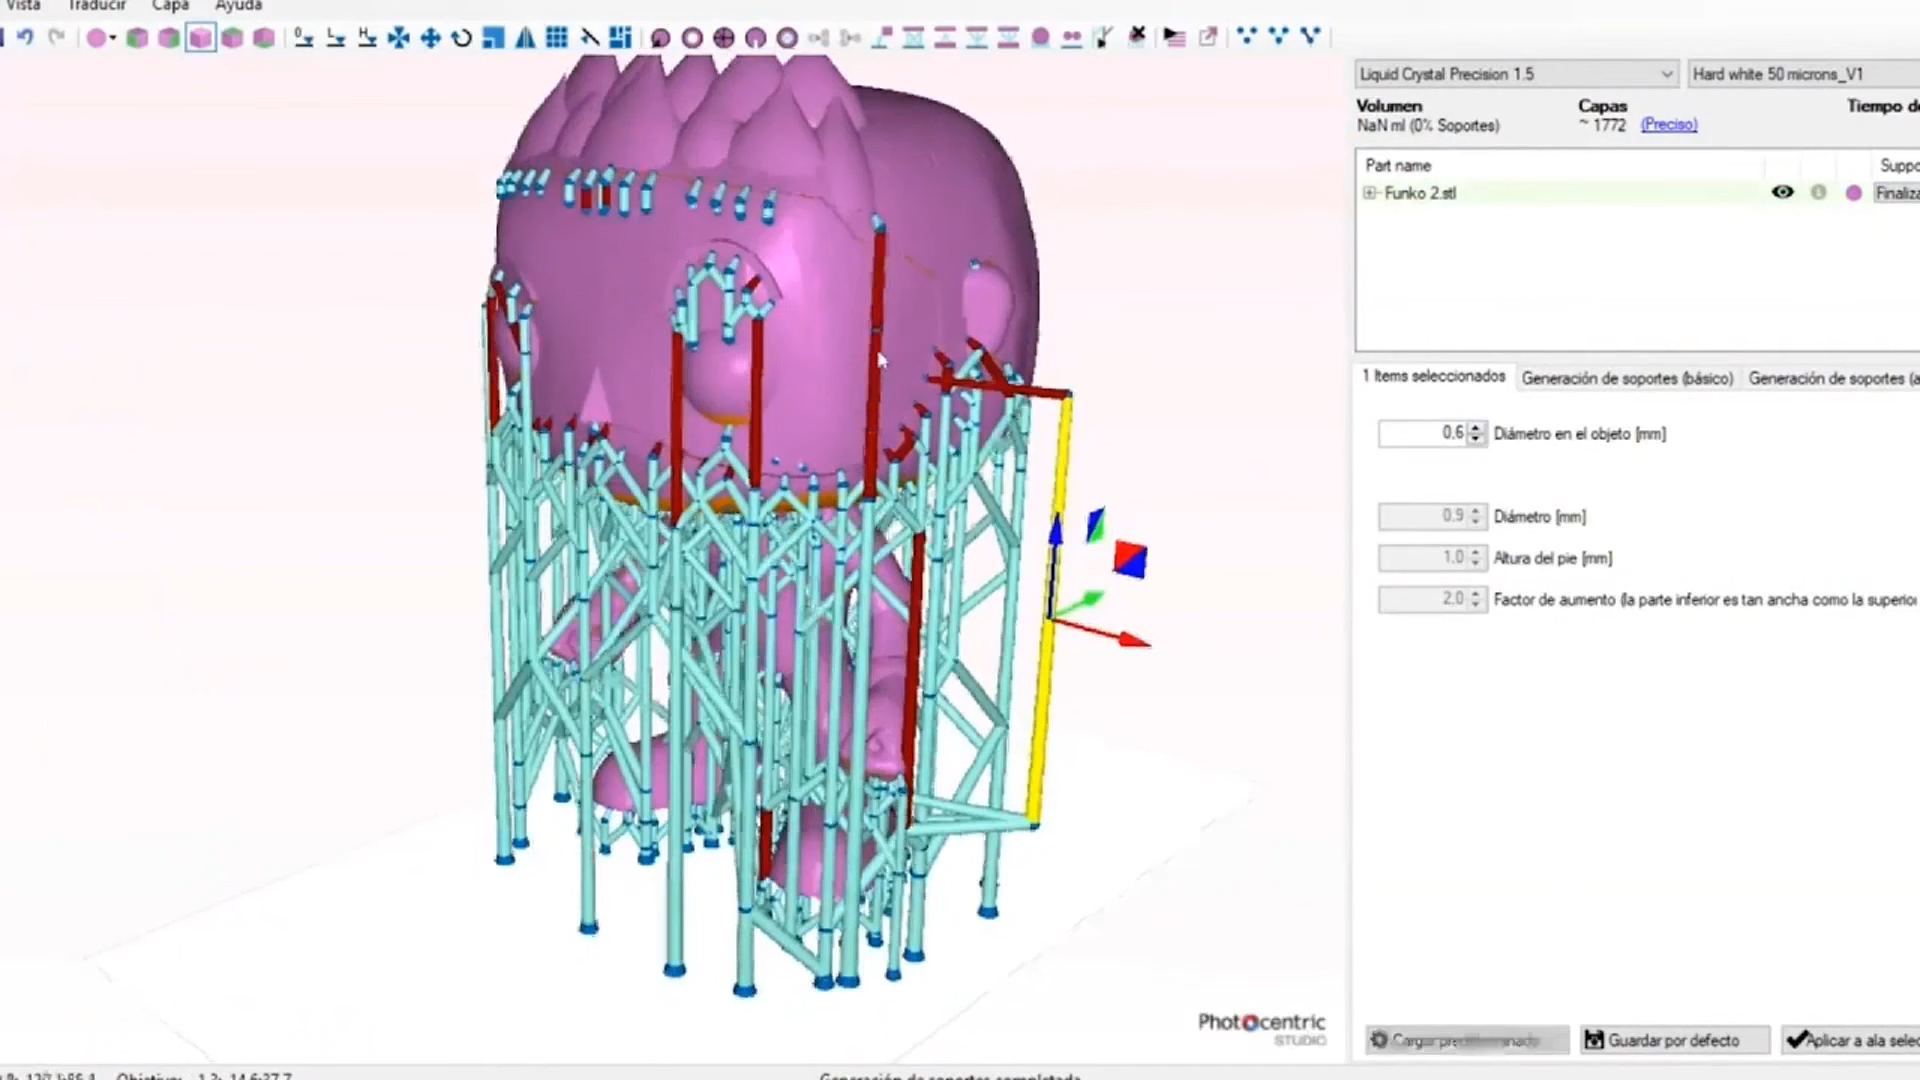 Vista Traducir Capa Ayuda
Liquid Crystal Precision 1.5
Hard white 50 microns_V1
Volumen Capas Tiempo de
NaN ml (0% Soportes) ~ 1772 (Preciso)
Part name Suppo
Funko 2.stl Finaliza
1 Items seleccionados Generación de soportes (básico) Generación de soportes (a
0.6 Diámetro en el objeto [mm]
0.9 Diámetro [mm]
1.0 Altura del pie [mm]
2.0 Factor de aumento (la parte inferior es tan ancha como la superior
Photocentric
STUDIO
Guardar por defecto
Aplicar a ala selec
Objetivo:
Generación de soportes completada